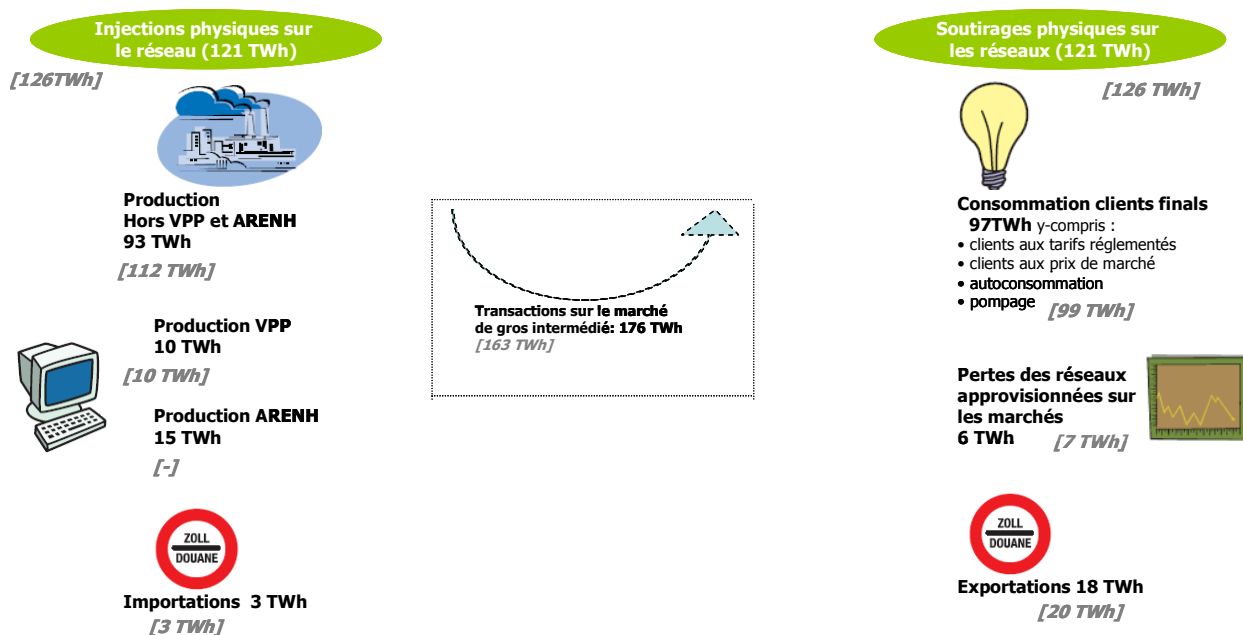 Injections physiques sur
le réseau (121 TWh)
[126TWh]
Production
Hors VPP et ARENH
93 TWh
[112 TWh]
Production VPP
10 TWh
[10 TWh]
Production ARENH
15 TWh
[-]
ZOLL
DOUANE
Importations 3 TWh
[3 TWh]
Transactions sur le marché
de gros intermédié: 176 TWh
[163 TWh]
Soutirages physiques sur
les réseaux (121 TWh)
[126 TWh]
Consommation clients finals
97TWh y-compris :
• clients aux tarifs réglementés
• clients aux prix de marché
• autoconsommation
• pompage
[99 TWh]
Pertes des réseaux
approvisionnées sur
les marchés
6 TWh
[7 TWh]
ZOLL
DOUANE
Exportations 18 TWh
[20 TWh]